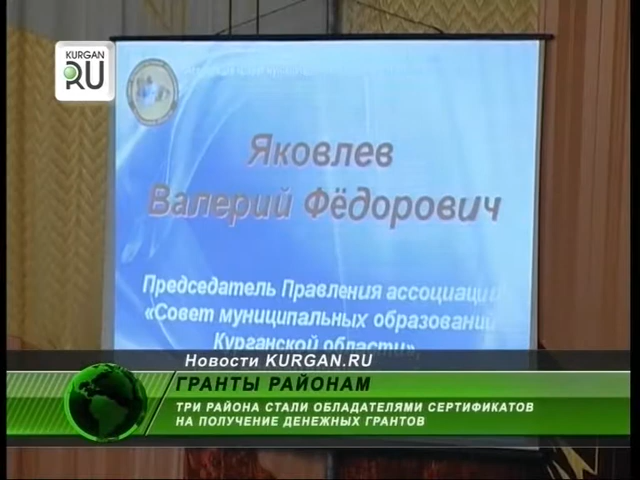 KURGAN
RU
Яковлев
Валерий Фёдорович
Председатель Правления ассоциации
«Совет муниципальных образований
Курганской области»,
Новости KURGAN.RU
ГРАНТЫ РАЙОНАМ
ТРИ РАЙОНА СТАЛИ ОБЛАДАТЕЛЯМИ СЕРТИФИКАТОВ
НА ПОЛУЧЕНИЕ ДЕНЕЖНЫХ ГРАНТОВ